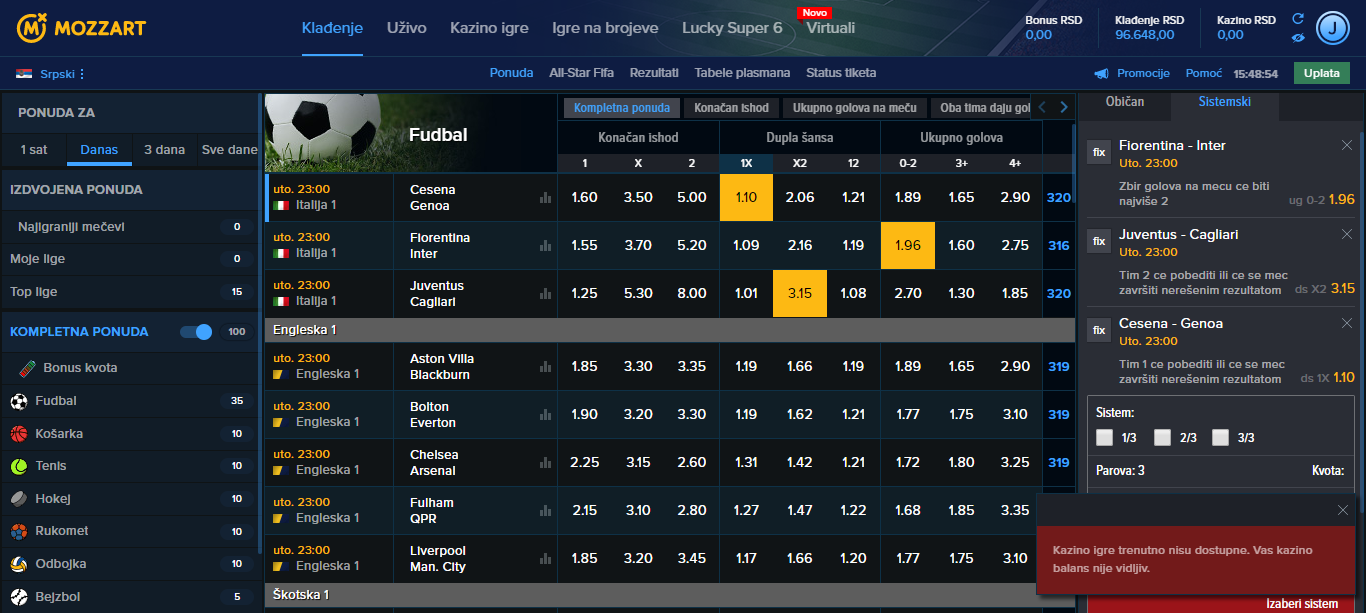 MOZZART
Klađenje
Uživo
Kazino igre
Igre na brojeve
Lucky Super 6
Novo
Virtuali
Bonus RSD
0,00
Klađenje RSD
96.648,00
Kazino RSD
0,00
J
Srpski
Ponuda
All-Star Fifa
Rezultati
Tabele plasmana
Status tiketa
Promocije
Pomoć
15:48:54
Uplata
PONUDA ZA
1 sat
Danas
3 dana
Sve dane
IZDVOJENA PONUDA
Najigraniji mečevi 0
Moje lige 0
Top lige 15
KOMPLETNA PONUDA 100
Bonus kvota
Fudbal 35
Košarka 10
Tenis 10
Hokej 10
Rukomet 10
Odbojka 10
Bejzbol 5
Fudbal
Kompletna ponuda
Konačan ishod
Ukupno golova na meču
Oba tima daju gol
Konačan ishod
Dupla šansa
Ukupno golova
1 X 2 1X X2 12 0-2 3+ 4+
uto. 23:00
Italija 1
Cesena
Genoa
1.60 3.50 5.00 1.10 2.06 1.21 1.89 1.65 2.90 320
uto. 23:00
Italija 1
Fiorentina
Inter
1.55 3.70 5.20 1.09 2.16 1.19 1.96 1.60 2.75 316
uto. 23:00
Italija 1
Juventus
Cagliari
1.25 5.30 8.00 1.01 3.15 1.08 2.70 1.30 1.85 320
Engleska 1
uto. 23:00
Engleska 1
Aston Villa
Blackburn
1.85 3.30 3.35 1.19 1.66 1.19 1.89 1.65 2.90 319
uto. 23:00
Engleska 1
Bolton
Everton
1.90 3.20 3.30 1.19 1.62 1.21 1.77 1.75 3.10 319
uto. 23:00
Engleska 1
Chelsea
Arsenal
2.25 3.15 2.60 1.31 1.42 1.21 1.72 1.80 3.25 319
uto. 23:00
Engleska 1
Fulham
QPR
2.15 3.10 2.80 1.27 1.47 1.22 1.68 1.85 3.35
uto. 23:00
Engleska 1
Liverpool
Man. City
1.85 3.20 3.45 1.17 1.66 1.20 1.77 1.75 3.10
Škotska 1
Običan
Sistemski
fix
Fiorentina - Inter
Uto. 23:00
Zbir golova na mecu ce biti
najviše 2
ug 0-2 1.96
fix
Juventus - Cagliari
Uto. 23:00
Tim 2 ce pobediti ili ce se mec
završiti nerešenim rezultatom
ds X2 3.15
fix
Cesena - Genoa
Uto. 23:00
Tim 1 ce pobediti ili ce se mec
završiti nerešenim rezultatom
ds 1X 1.10
Sistem:
1/3 2/3 3/3
Parova: 3
Kvota:
Kazino igre trenutno nisu dostupne. Vas kazino
balans nije vidljiv.
Izaberi sistem